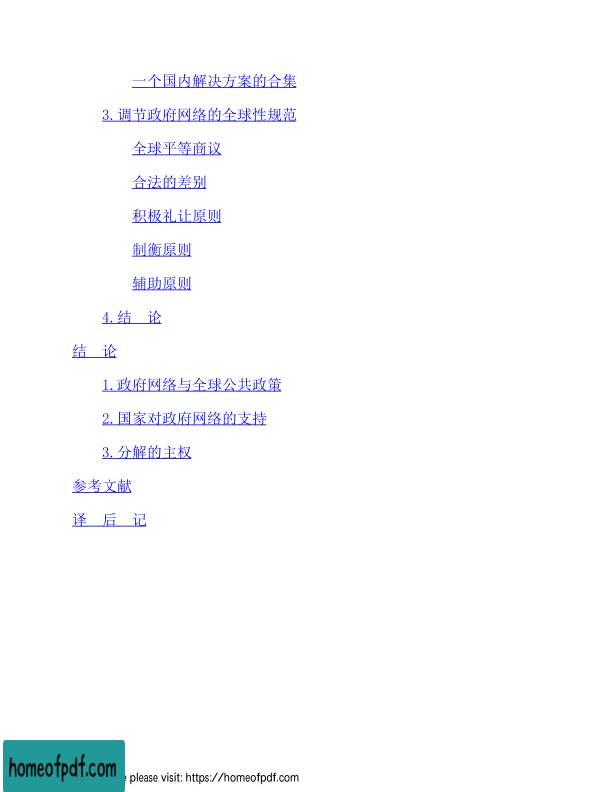 一个国内解决方案的合集
3.调节政府网络的全球性规范
全球平等商议
合法的差别
积极礼让原则
制衡原则
辅助原则
4.结　论
结　论
1.政府网络与全球公共政策
2.国家对政府网络的支持
3.分解的主权
参考文献
译　后　记
homeofpdf.com
e please visit: https://homeofpdf.com